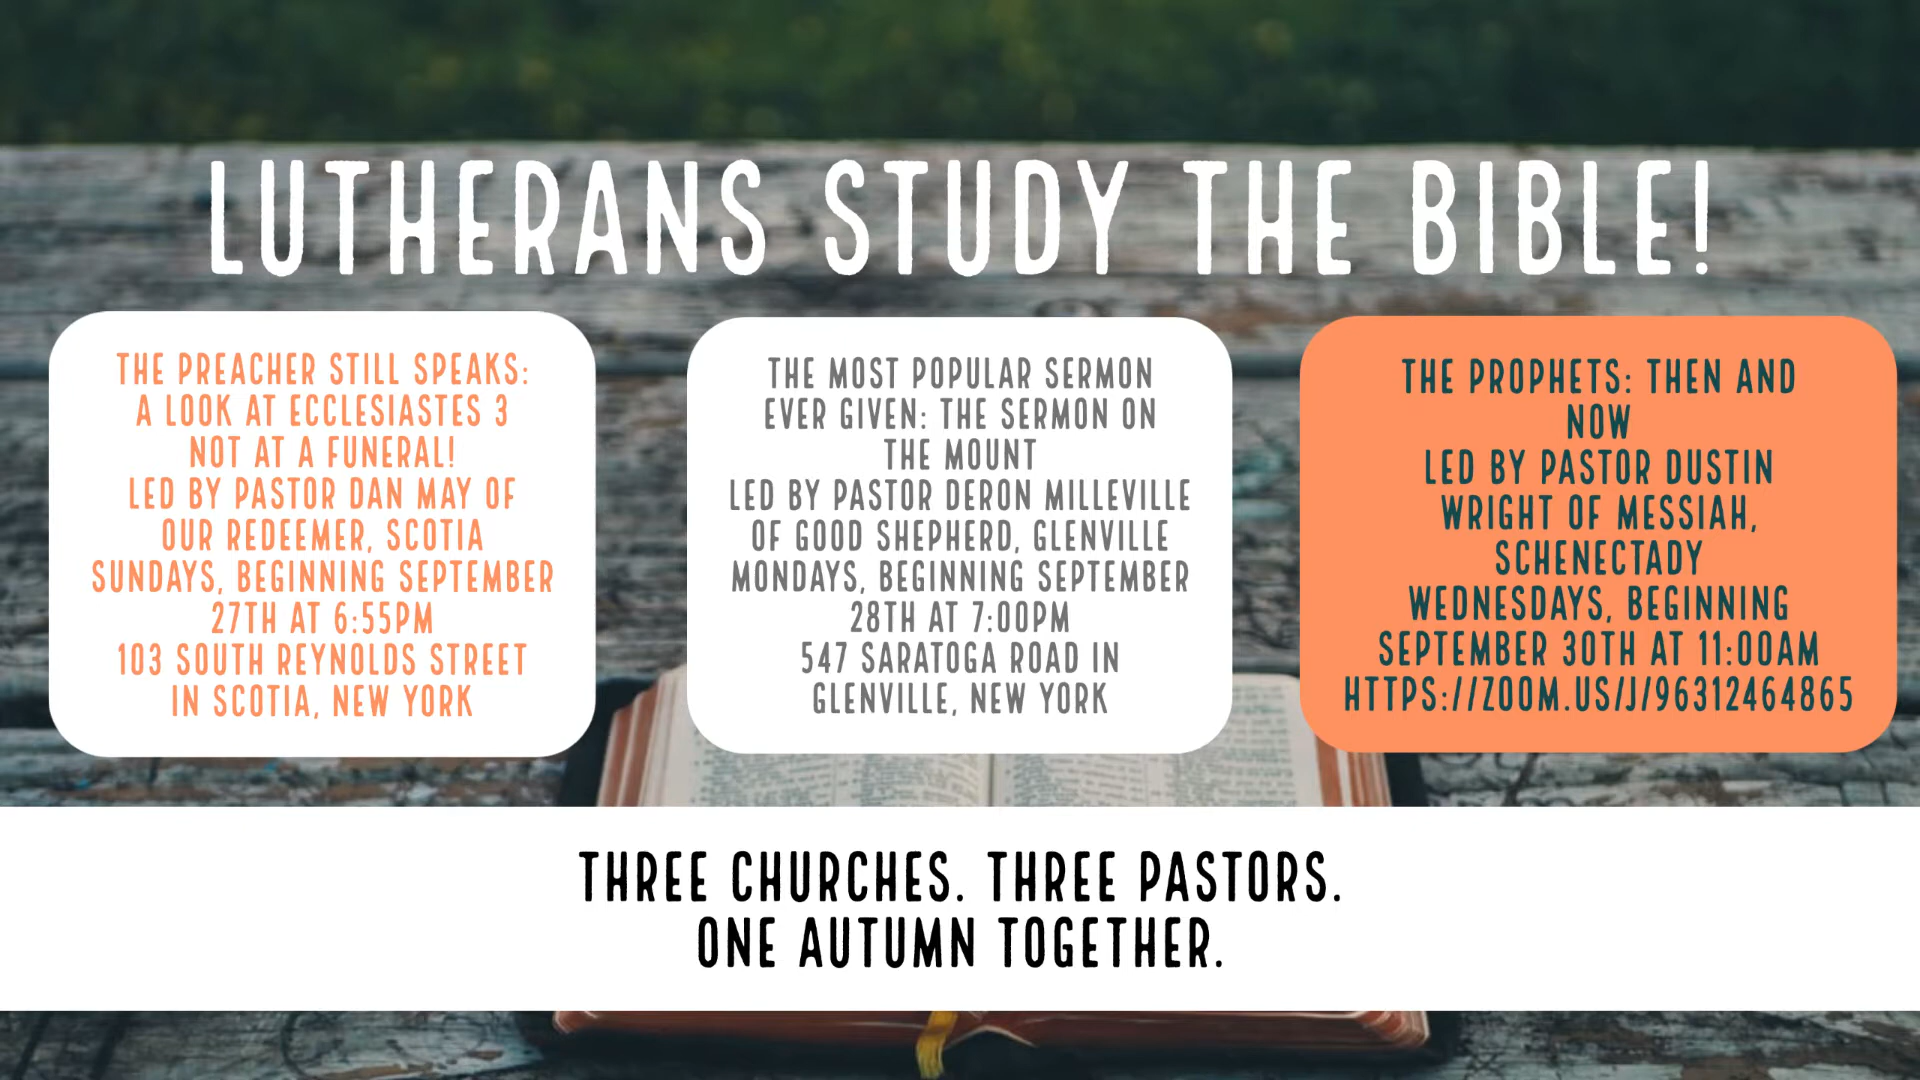 LUTHERANS STUDY THE BIBLE!
THE PREACHER STILL SPEAKS:
A LOOK AT ECCLESIASTES 3
NOT AT A FUNERAL!
LED BY PASTOR DAN MAY OF
OUR REDEEMER, SCOTIA
SUNDAYS, BEGINNING SEPTEMBER
27TH AT 6:55PM
103 SOUTH REYNOLDS STREET
IN SCOTIA, NEW YORK
THE MOST POPULAR SERMON
EVER GIVEN: THE SERMON ON
THE MOUNT
LED BY PASTOR DERON MILLEVILLE
OF GOOD SHEPHERD, GLENVILLE
MONDAYS, BEGINNING SEPTEMBER
28TH AT 7:00PM
547 SARATOGA ROAD IN
GLENVILLE, NEW YORK
THE PROPHETS: THEN AND
NOW
LED BY PASTOR DUSTIN
WRIGHT OF MESSIAH,
SCHENECTADY
WEDNESDAYS, BEGINNING
SEPTEMBER 30TH AT 11:00AM
HTTPS://ZOOM.US/J/96312464865
THREE CHURCHES. THREE PASTORS.
ONE AUTUMN TOGETHER.